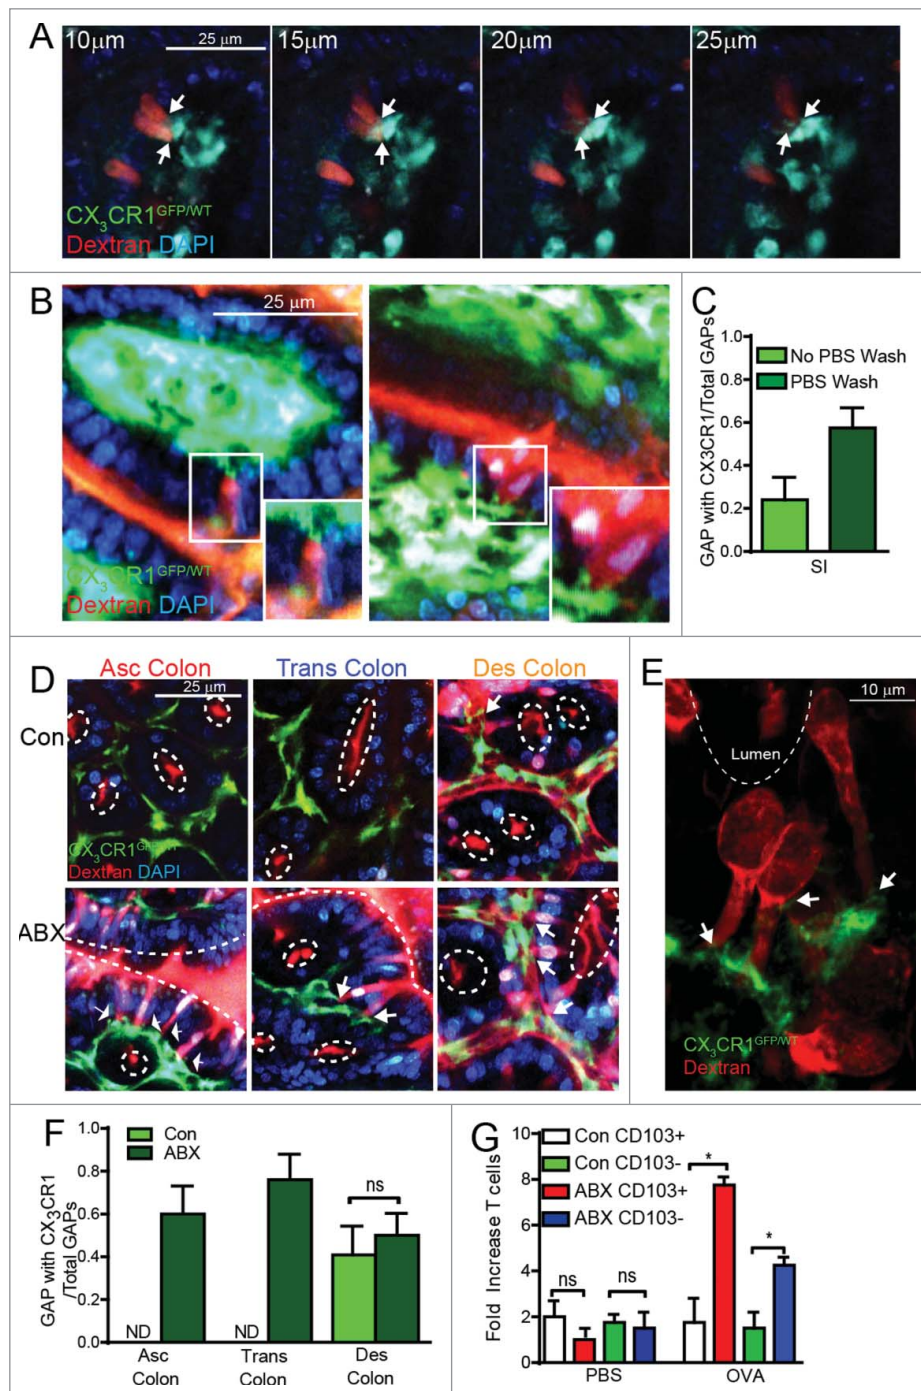 A
10μm
25 μm
15μm
20μm
25μm
CX₃CR1ᴳᶠᴾ/ᵂᵀ
Dextran DAPI
B
25 μm
CX₃CR1ᴳᶠᴾ/ᵂᵀ
Dextran DAPI
C
GAP with CX3CR1/Total GAPs
1.0
0.8
0.6
0.4
0.2
0.0
No PBS Wash
PBS Wash
SI
D
Asc Colon
Trans Colon
Des Colon
25 μm
Con
CX₃CR1ᴳᶠᴾ/ᵂᵀ
Dextran DAPI
ABX
E
10 μm
Lumen
CX₃CR1ᴳᶠᴾ/ᵂᵀ
Dextran
F
GAP with CX₃CR1
/Total GAPs
1.0
0.8
0.6
0.4
0.2
0.0
Con
ABX
ns
ND
ND
Asc
Colon
Trans
Colon
Des
Colon
G
Fold Increase T cells
10
8
6
4
2
0
Con CD103+
Con CD103-
ABX CD103+
ABX CD103-
ns
ns
*
*
PBS
OVA